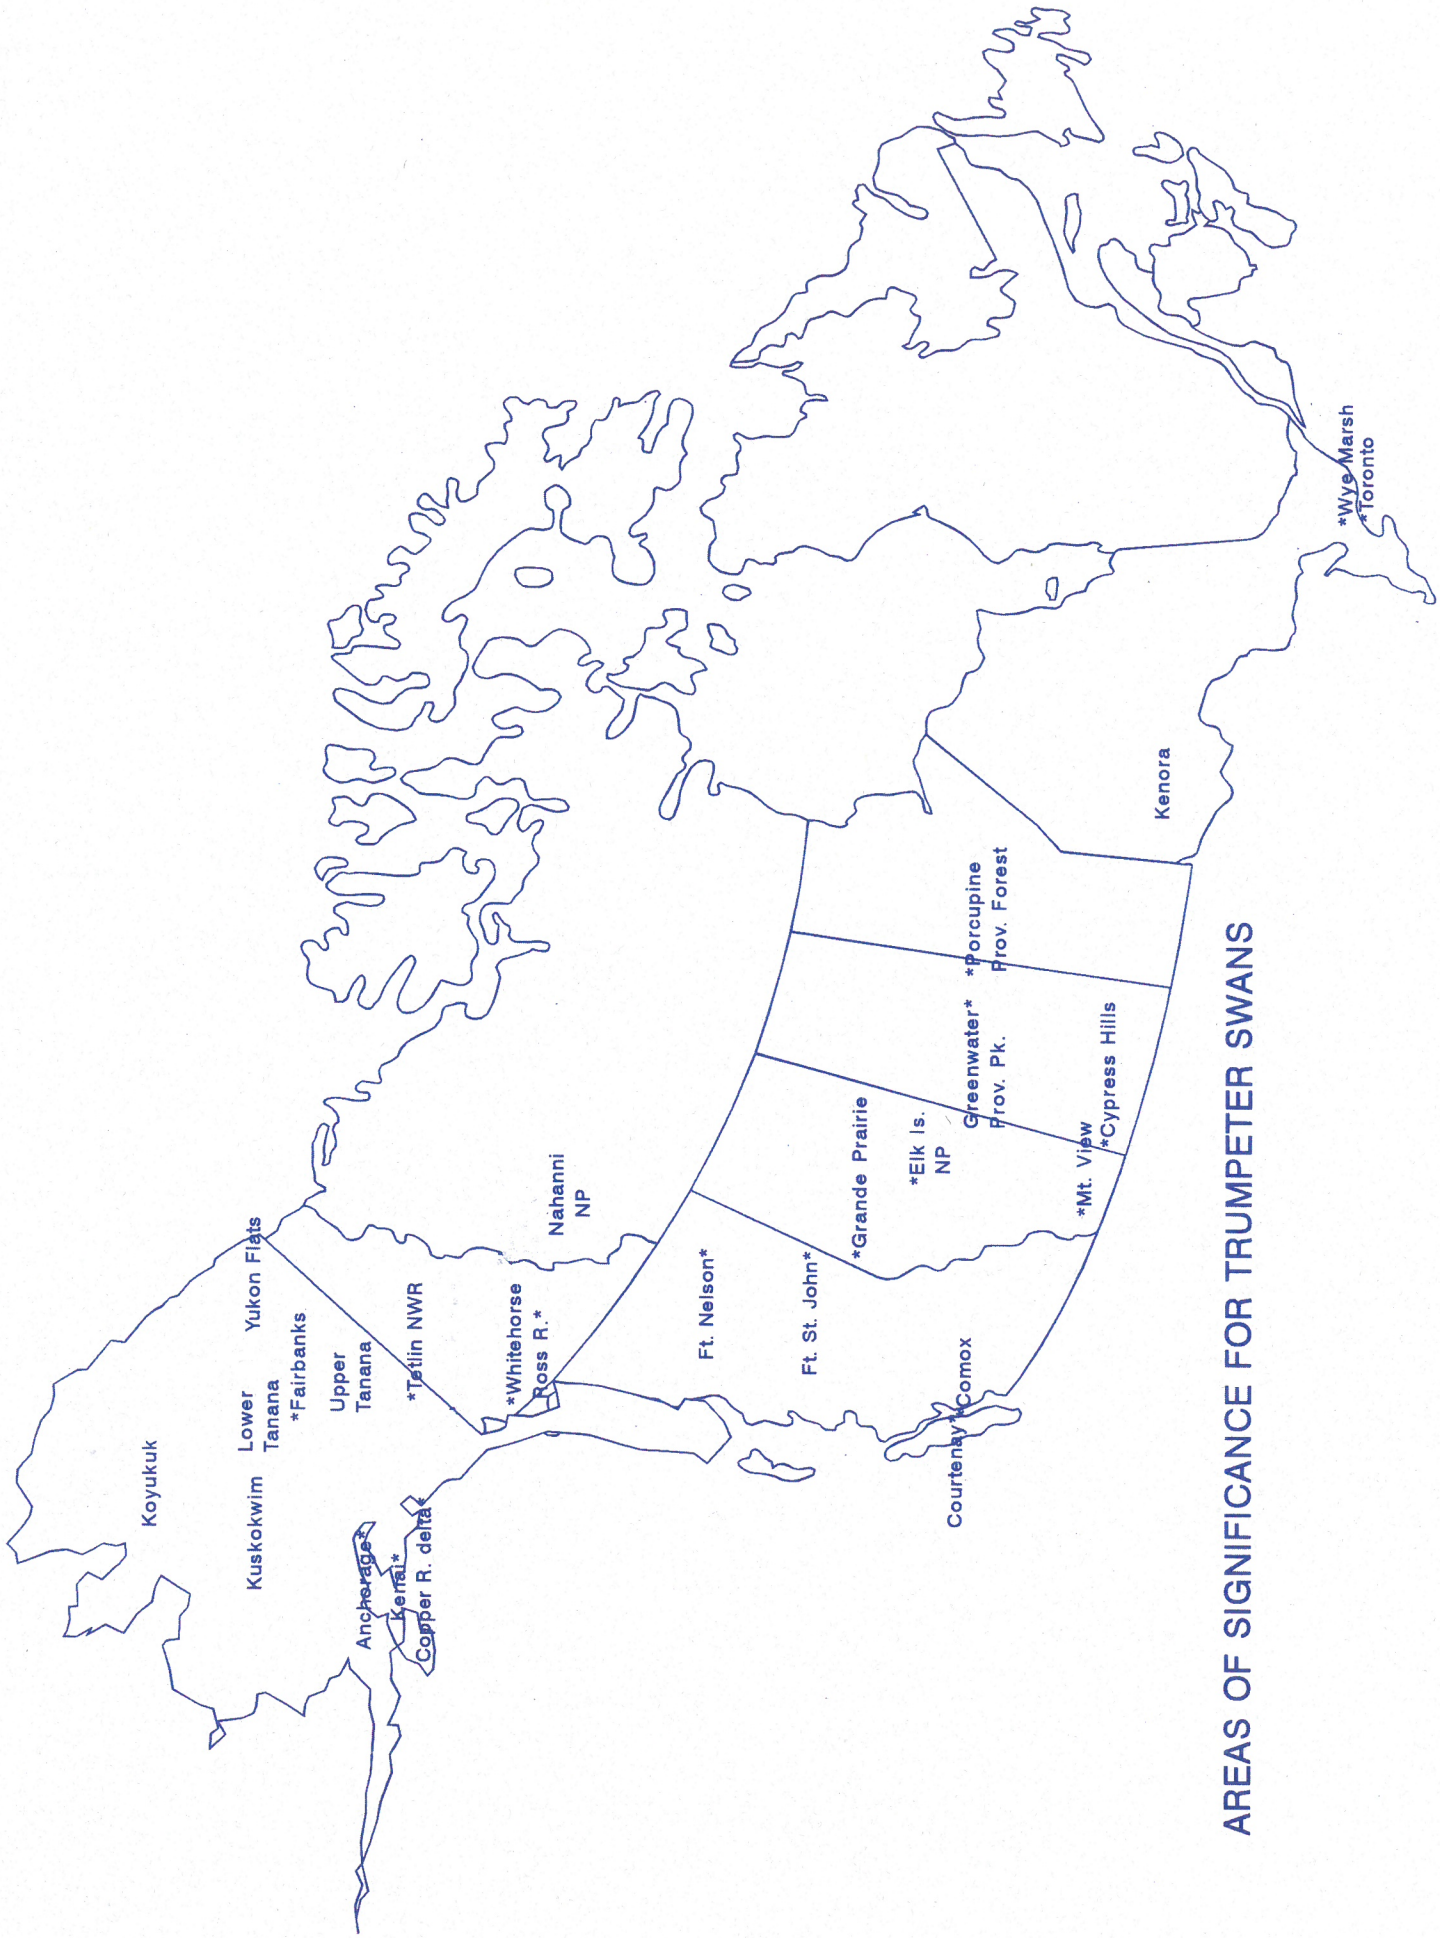 Koyukuk
Yukon Flats
Kuskokwim
Lower
Tanana
*Fairbanks
Upper
Tanana
Anchorage*
Kenai*
Copper R. delta*
*Tetlin NWR
*Whitehorse
Ross R.*
Nahanni
NP
Ft. Nelson*
Ft. St. John*
*Grande Prairie
*Elk Is.
NP
Greenwater*
Prov. Pk.
*Porcupine
Prov. Forest
Courtenay*
*Comox
*Mt. View
*Cypress Hills
Kenora
*Wye Marsh
*Toronto
AREAS OF SIGNIFICANCE FOR TRUMPETER SWANS